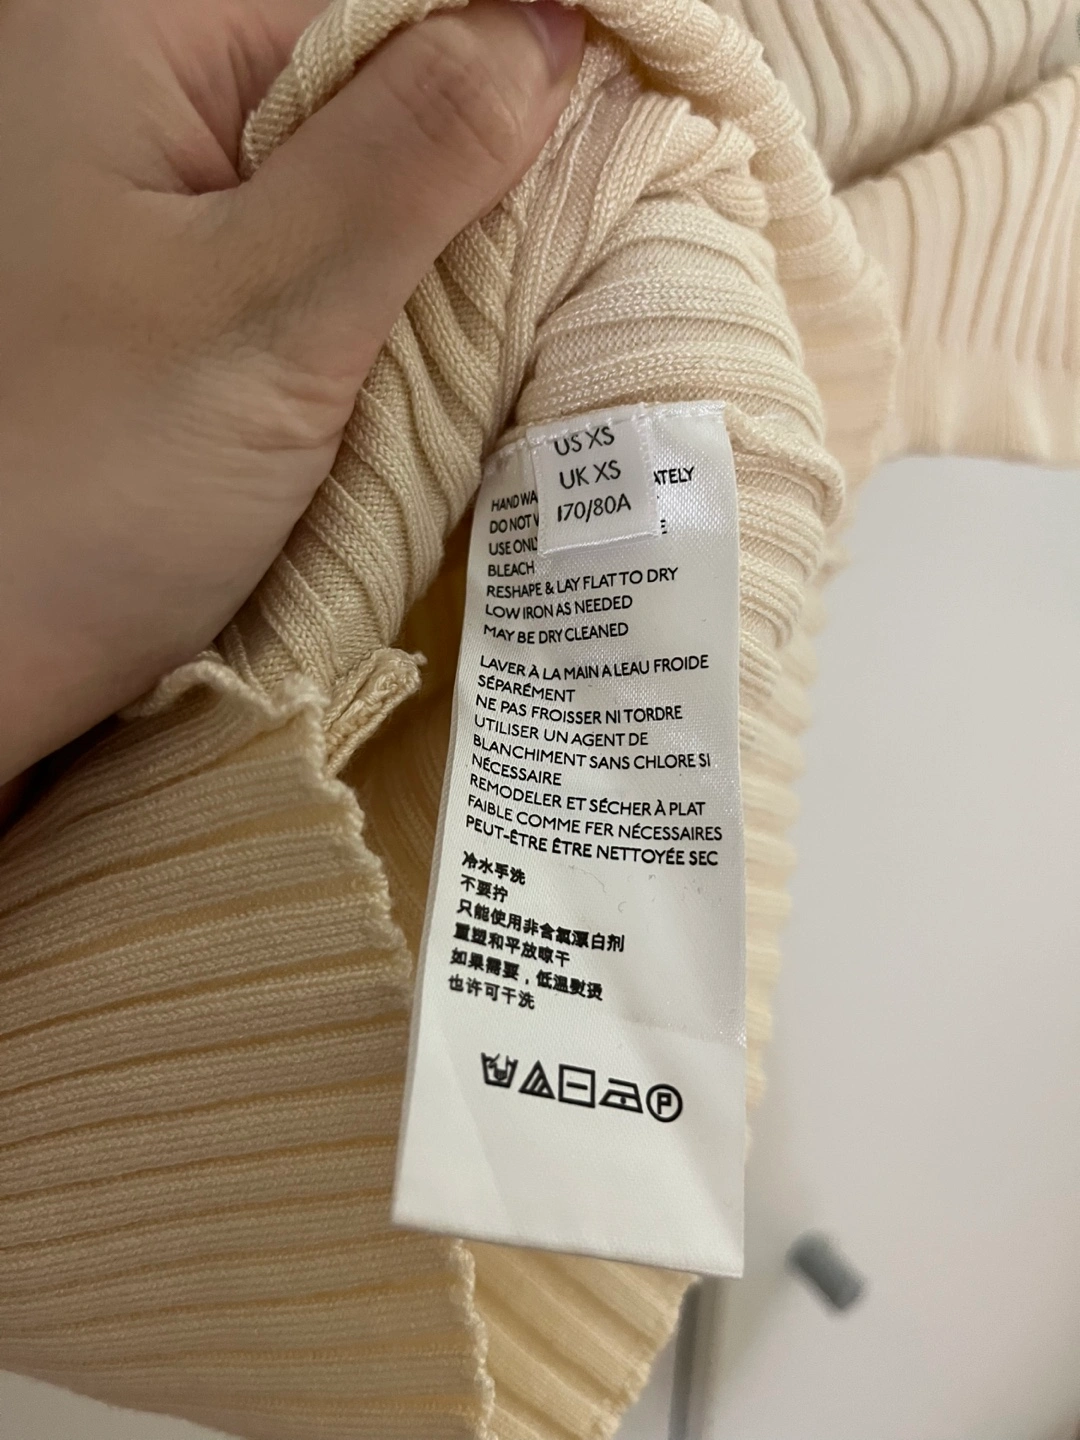 US XS
UK XS
170/80A
HAND WA ATELY
DO NOT W
USE ONL E
BLEACH
RESHAPE & LAY FLAT TO DRY
LOW IRON AS NEEDED
MAY BE DRY CLEANED
LAVER À LA MAIN A LEAU FROIDE
SÉPARÉMENT
NE PAS FROISSER NI TORDRE
UTILISER UN AGENT DE
BLANCHIMENT SANS CHLORE SI
NÉCESSAIRE
REMODELER ET SÉCHER À PLAT
FAIBLE COMME FER NÉCESSAIRES
PEUT-ÊTRE ÊTRE NETTOYÉE SEC
冷水手洗
不要拧
只能使用非含氯漂白剂
重塑和平放晾干
如果需要，低温熨烫
也许可干洗
P